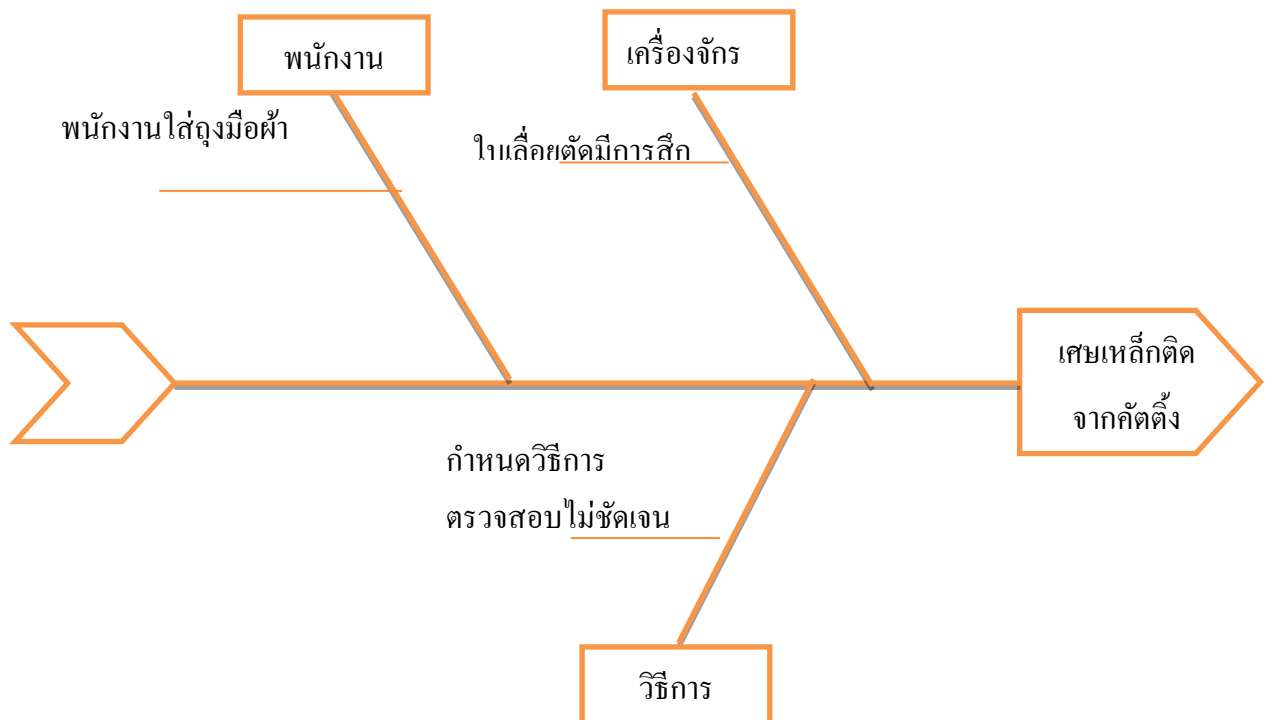 พนักงาน
เครื่องจักร
พนักงานใส่ถุงมือผ้า
ใบเลื่อยตัดมีการสึก
เศษเหล็กติด
จากคัตติ้ง
กำหนดวิธีการ
ตรวจสอบไม่ชัดเจน
วิธีการ